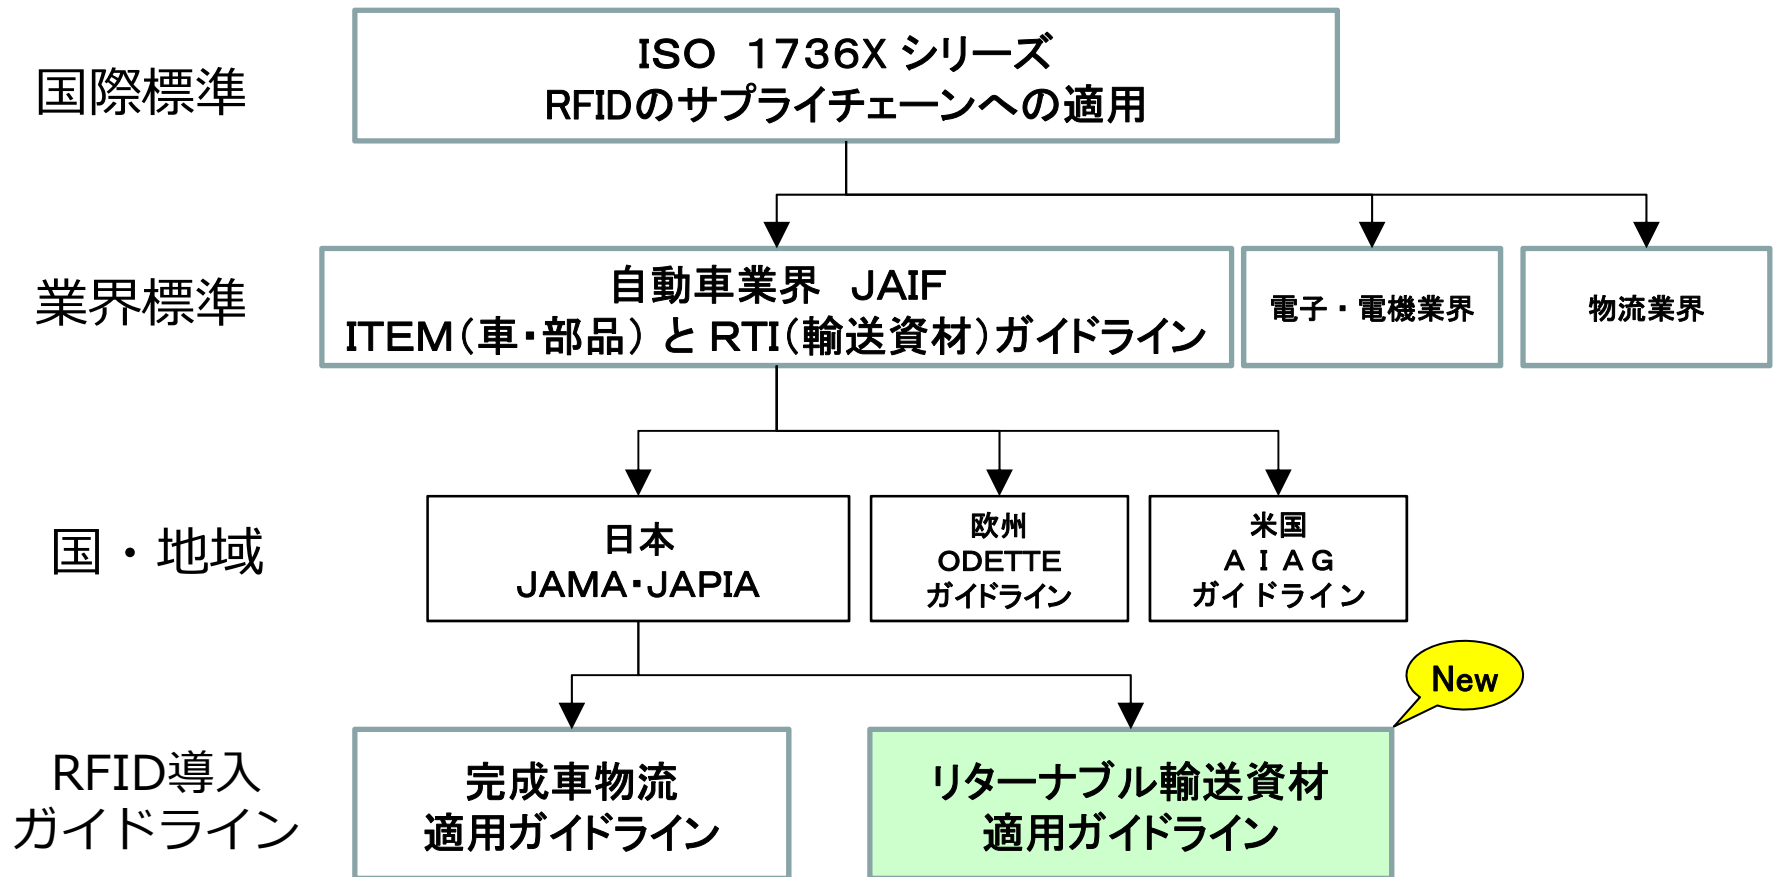 国際標準
ISO　1736X シリーズ
RFIDのサプライチェーンへの適用
業界標準
自動車業界　JAIF
ITEM（車・部品）と RTI（輸送資材）ガイドライン
電子・電機業界
物流業界
国・地域
日本
JAMA・JAPIA
欧州
ODETTE
ガイドライン
米国
ＡＩＡＧ
ガイドライン
New
RFID導入
ガイドライン
完成車物流
適用ガイドライン
リターナブル輸送資材
適用ガイドライン